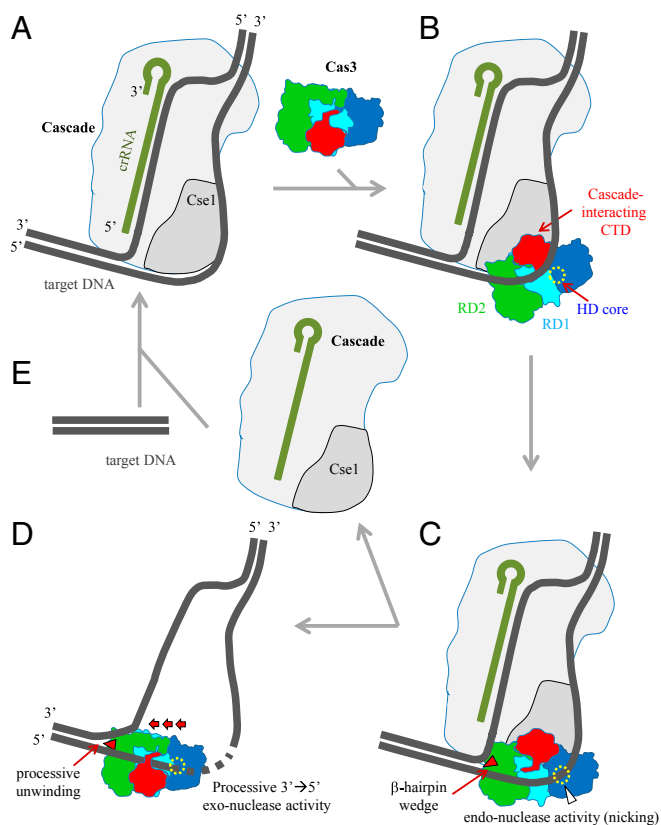 A
5’ 3’
Cascade
3’
crRNA
5’
Cse1
3’
5’
target DNA
Cas3
B
Cascade-
interacting
CTD
RD2
RD1
HD core
E
target DNA
Cascade
Cse1
D
5’ 3’
3’
5’
processive
unwinding
Processive 3’→5’
exo-nuclease activity
C
β-hairpin
wedge
endo-nuclease activity (nicking)